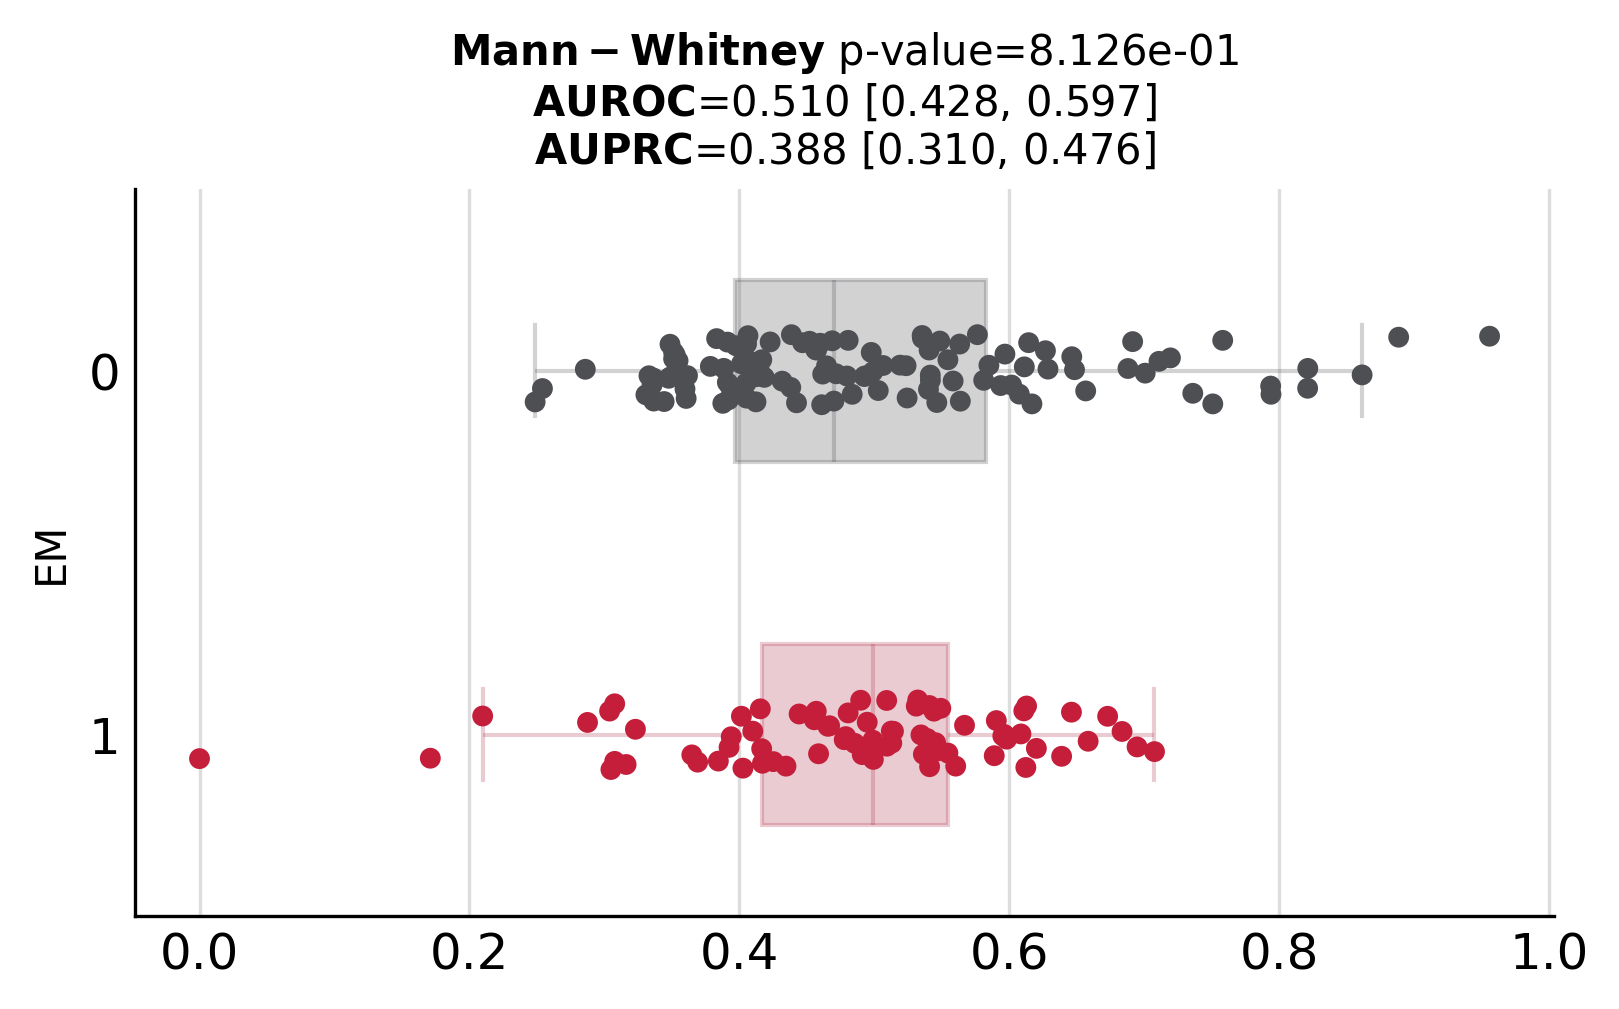 Mann−Whitney p-value=8.126e-01
AUROC=0.510 [0.428, 0.597]
AUPRC=0.388 [0.310, 0.476]
0
EM
1
0.0 0.2 0.4 0.6 0.8 1.0